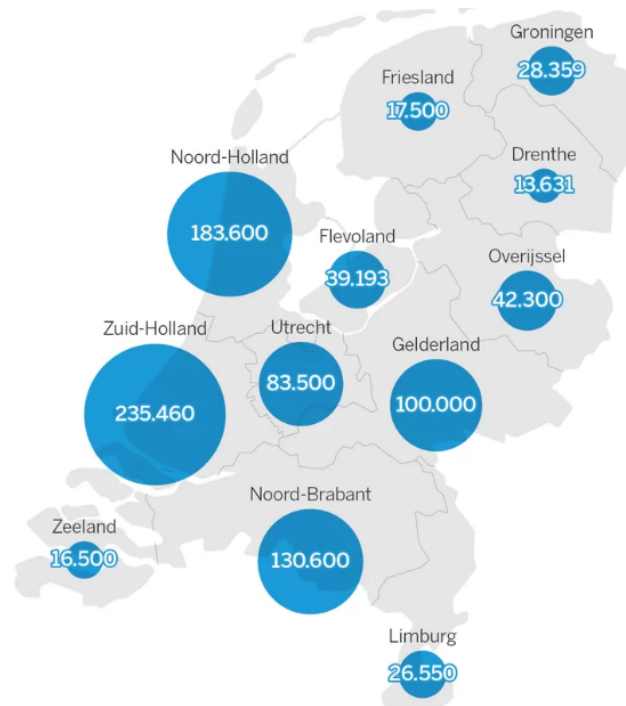 Groningen
28.359
Friesland
17.500
Drenthe
13.631
Noord-Holland
183.600
Flevoland
39.193
Overijssel
42.300
Zuid-Holland
235.460
Utrecht
83.500
Gelderland
100.000
Noord-Brabant
130.600
Zeeland
16.500
Limburg
26.550